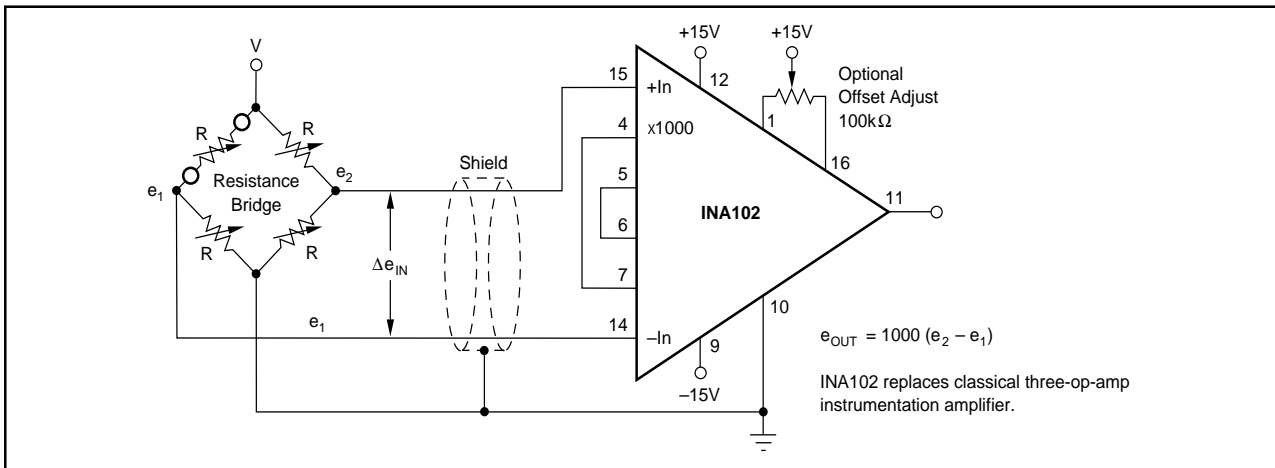 V
R
R
e1
e2
Resistance
Bridge
R
R
ΔeIN
e1
Shield
+15V
+15V
12
Optional
Offset Adjust
100kΩ
1
16
15
+In
4
x1000
5
6
7
14
–In
INA102
11
10
9
–15V
eOUT = 1000 (e2 – e1)
INA102 replaces classical three-op-amp
instrumentation amplifier.